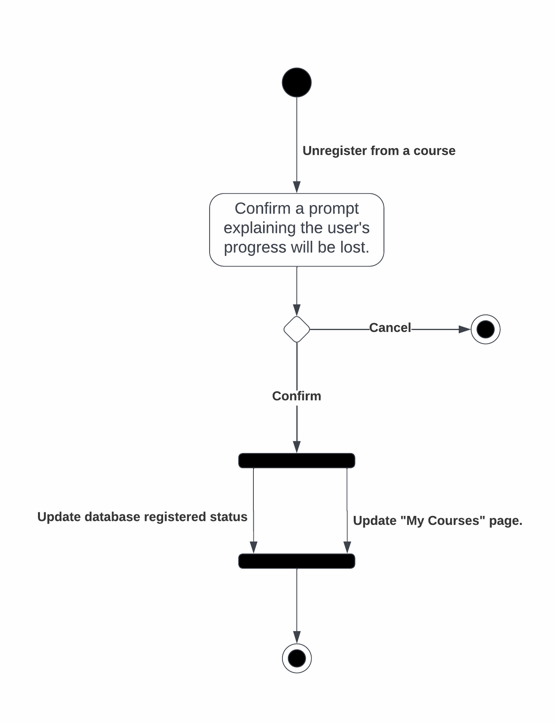 Unregister from a course
Confirm a prompt
explaining the user's
progress will be lost.
Cancel
Confirm
Update database registered status
Update "My Courses" page.